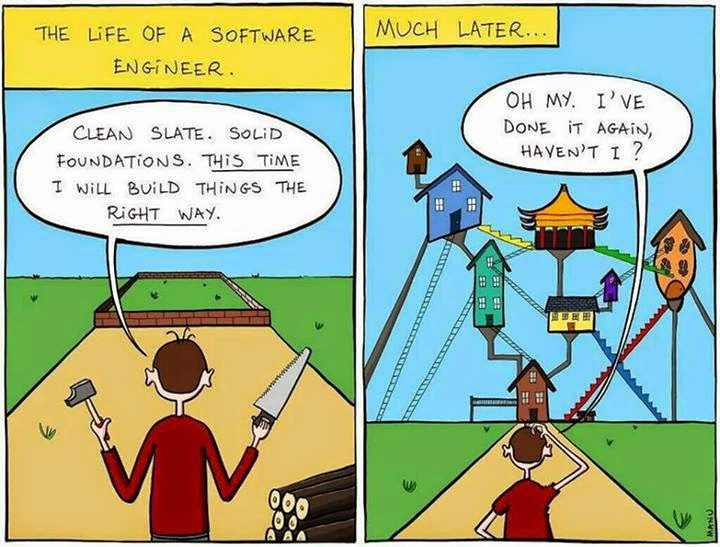 THE LIFE OF A SOFTWARE
ENGINEER.
CLEAN SLATE. SOLID
FOUNDATIONS. THIS TIME
I WILL BUILD THINGS THE
RIGHT WAY.
MUCH LATER...
OH MY. I'VE
DONE IT AGAIN,
HAVEN'T I ?
MANU